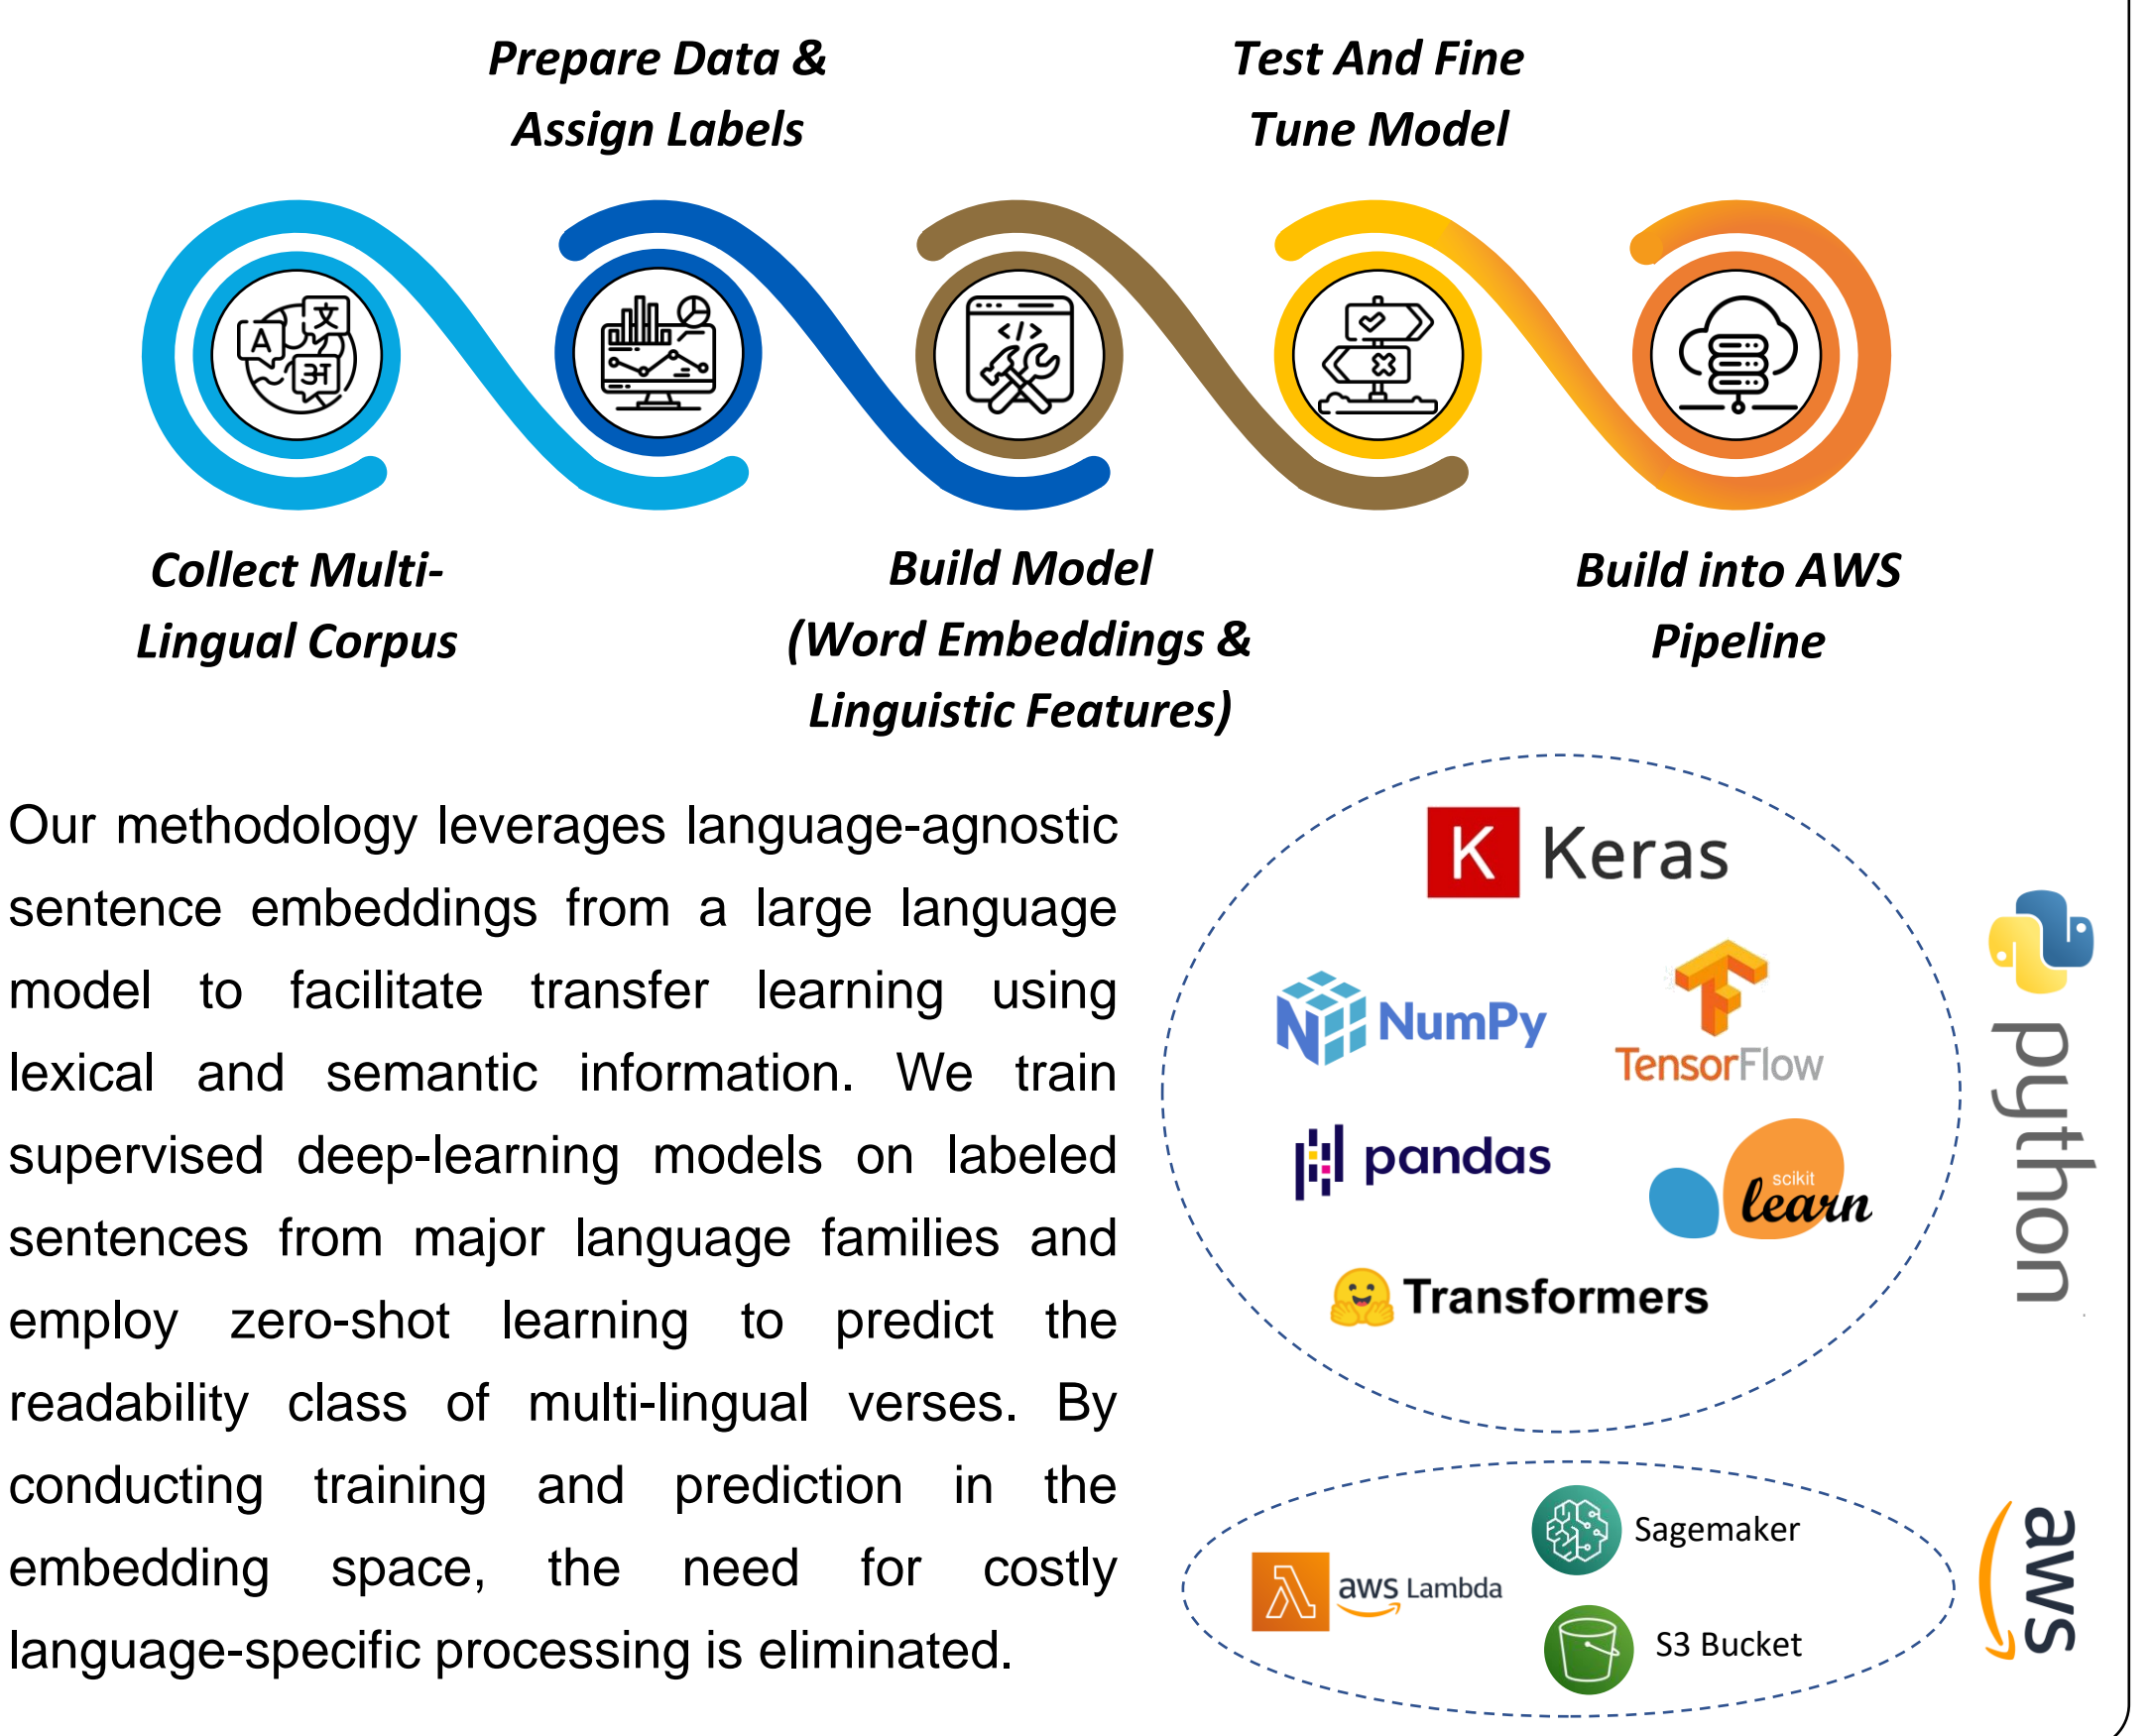 Prepare Data &
Assign Labels
Test And Fine
Tune Model
A
文
अ
</>
Collect Multi-
Lingual Corpus
Build Model
(Word Embeddings &
Linguistic Features)
Build into AWS
Pipeline
Our methodology leverages language-agnostic
sentence embeddings from a large language
model to facilitate transfer learning using
lexical and semantic information. We train
supervised deep-learning models on labeled
sentences from major language families and
employ zero-shot learning to predict the
readability class of multi-lingual verses. By
conducting training and prediction in the
embedding space, the need for costly
language-specific processing is eliminated.
K Keras
NumPy
TensorFlow
pandas
scikit
learn
Transformers
python
Sagemaker
aws Lambda
S3 Bucket
aws